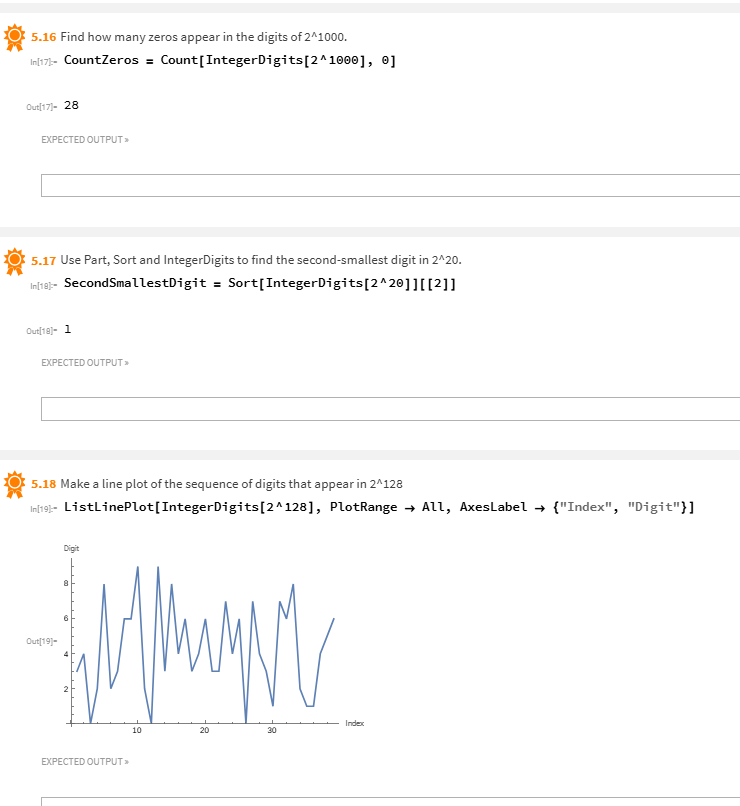 5.16 Find how many zeros appear in the digits of 2^1000.
In[17]:= CountZeros = Count[IntegerDigits[2^1000], 0]
Out[17]= 28
EXPECTED OUTPUT »
5.17 Use Part, Sort and IntegerDigits to find the second-smallest digit in 2^20.
In[18]:= SecondSmallestDigit = Sort[IntegerDigits[2^20]][[2]]
Out[18]= 1
EXPECTED OUTPUT »
5.18 Make a line plot of the sequence of digits that appear in 2^128
In[19]:= ListLinePlot[IntegerDigits[2^128], PlotRange → All, AxesLabel → {"Index", "Digit"}]
Digit
8
6
Out[19]=
4
2
10 20 30 Index
EXPECTED OUTPUT »